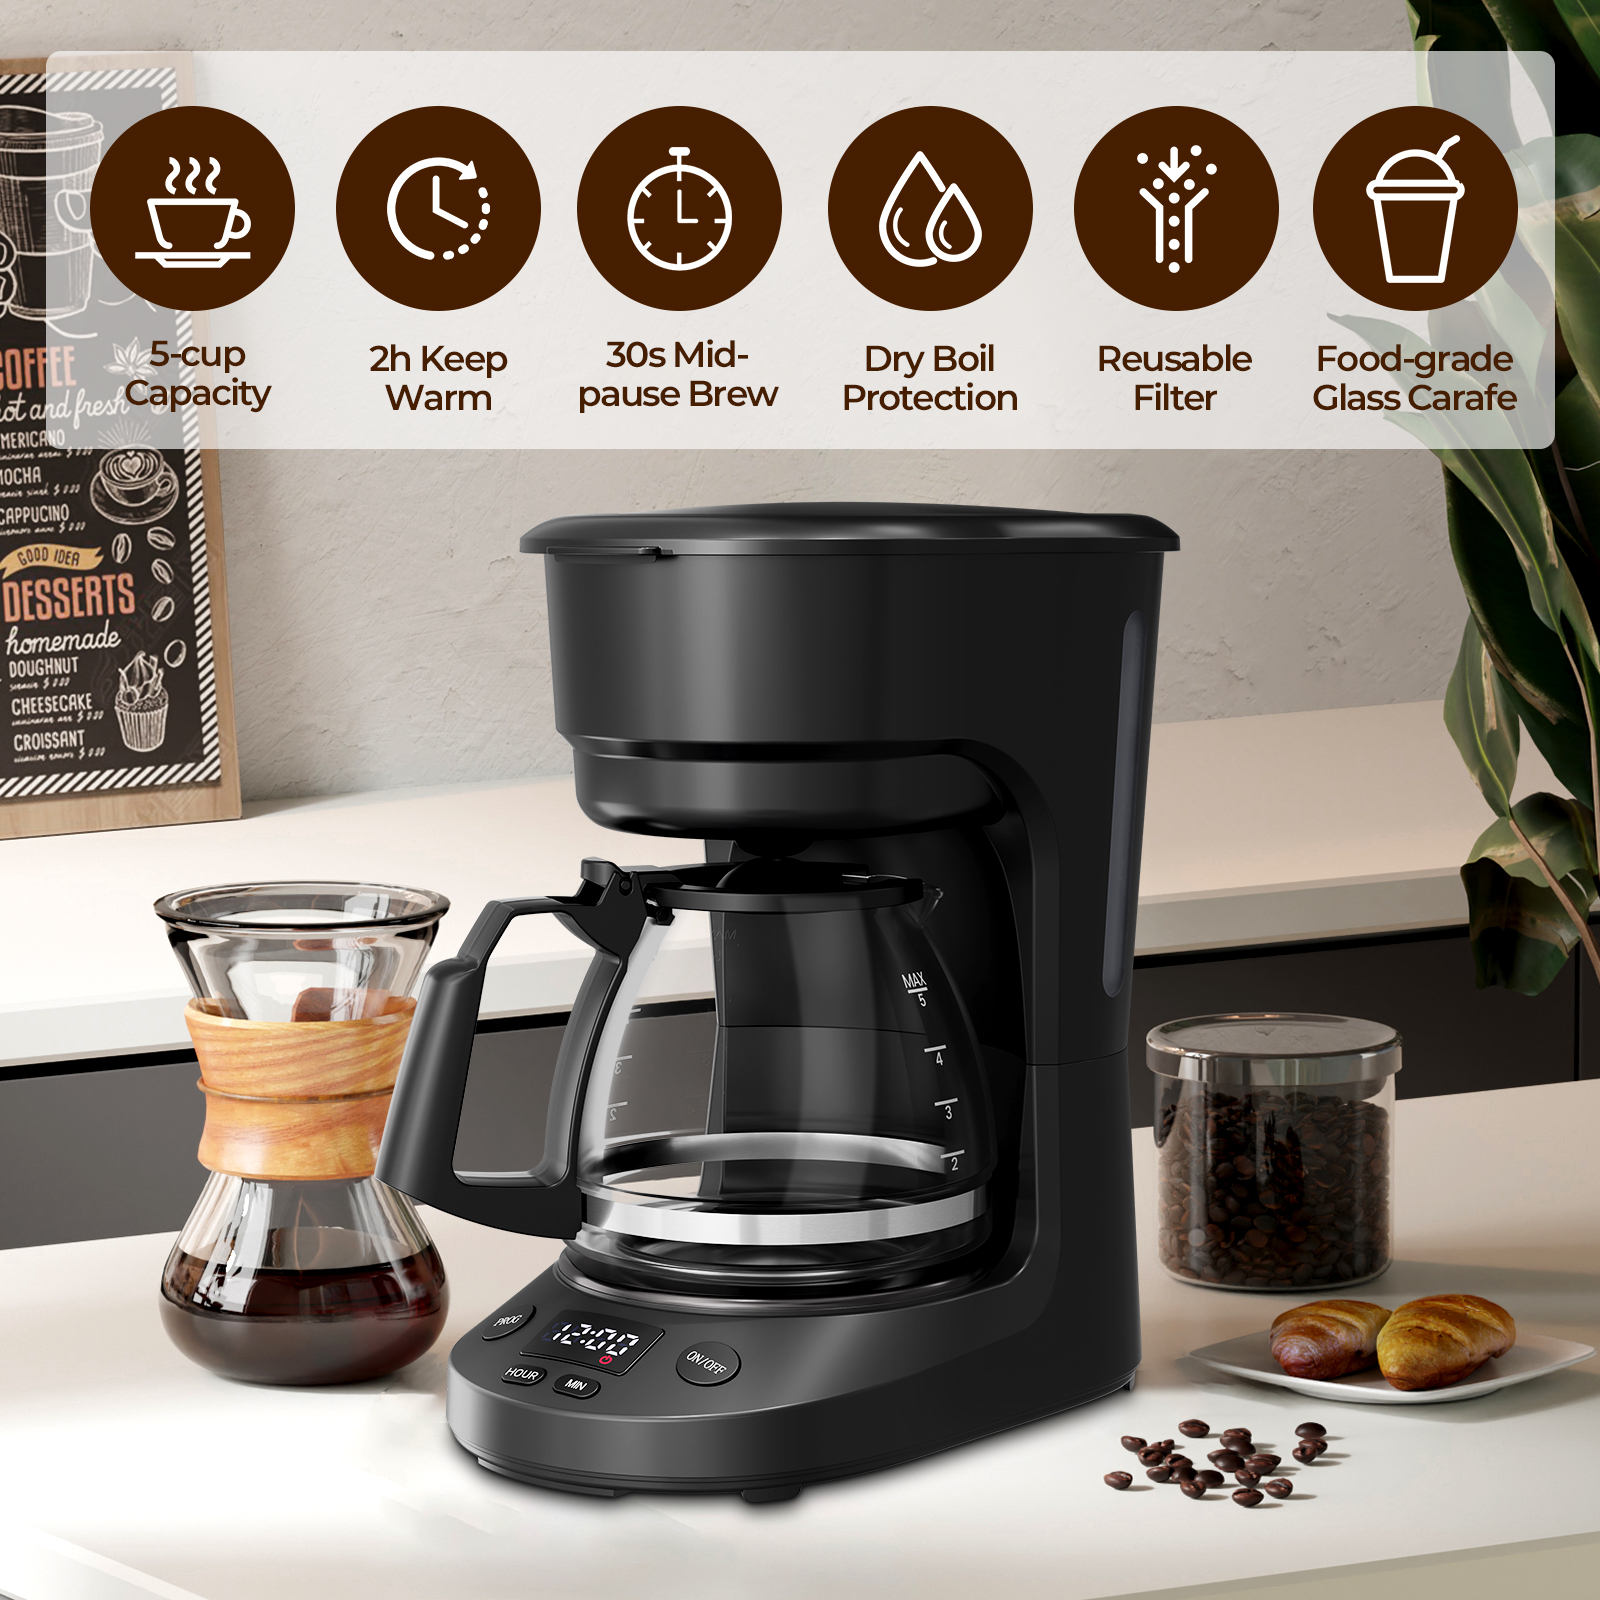 5-cup
Capacity
2h Keep
Warm
30s Mid-
pause Brew
Dry Boil
Protection
Reusable
Filter
Food-grade
Glass Carafe
COFFEE
hot and fresh
AMERICANO
MOCHA
CAPPUCINO
GOOD IDEA
DESSERTS
homemade
DOUGHNUT
CHEESECAKE
CROISSANT
MAX
5
4
3
2
3
2
PROG
12:00
HOUR
MIN
ON/OFF